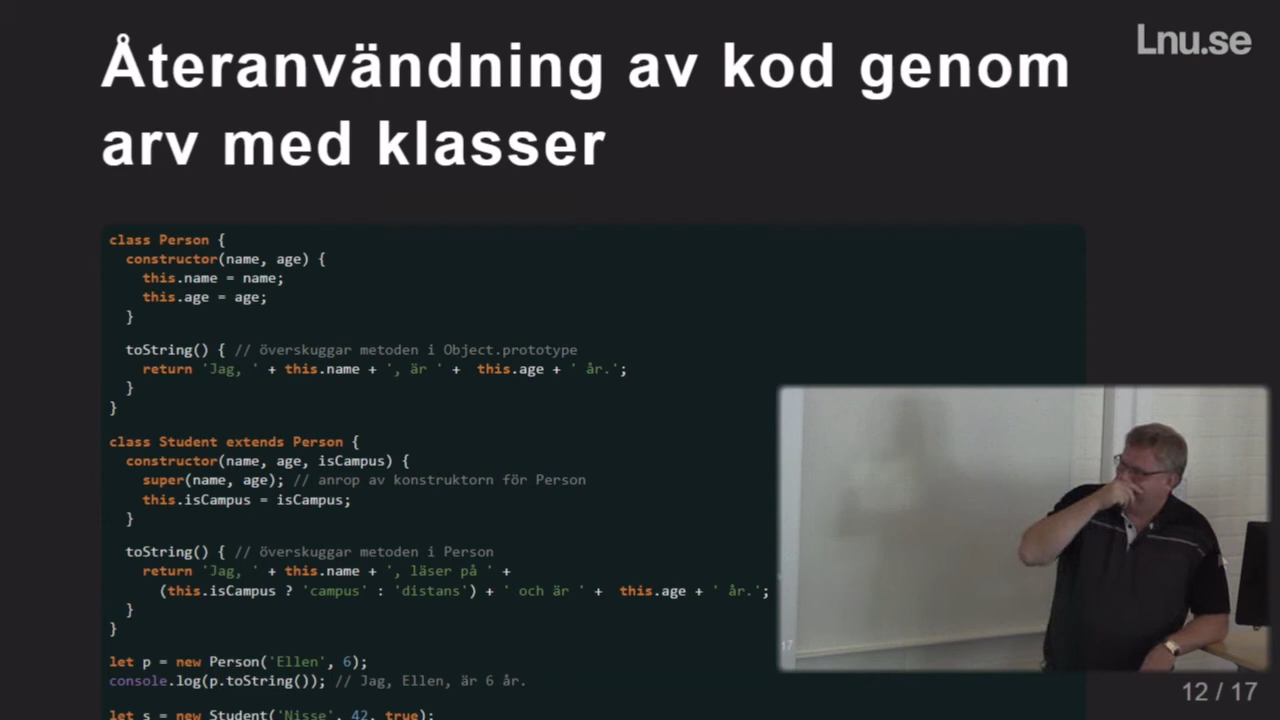 Återanvändning av kod genom
arv med klasser
Lnu.se
class Person {
constructor(name, age) {
this.name = name;
this.age = age;
}
toString() { // överskuggar metoden i Object.prototype
return 'Jag, ' + this.name + ', är ' +  this.age + ' år.';
}
}
class Student extends Person {
constructor(name, age, isCampus) {
super(name, age); // anrop av konstruktorn för Person
this.isCampus = isCampus;
}
toString() { // överskuggar metoden i Person
return 'Jag, ' + this.name + ', läser på ' +
(this.isCampus ? 'campus' : 'distans') + ' och är ' +  this.age + ' år.';
}
}
let p = new Person('Ellen', 6);
console.log(p.toString()); // Jag, Ellen, är 6 år.
let s = new Student('Nisse', 42, true);
17
12 / 17